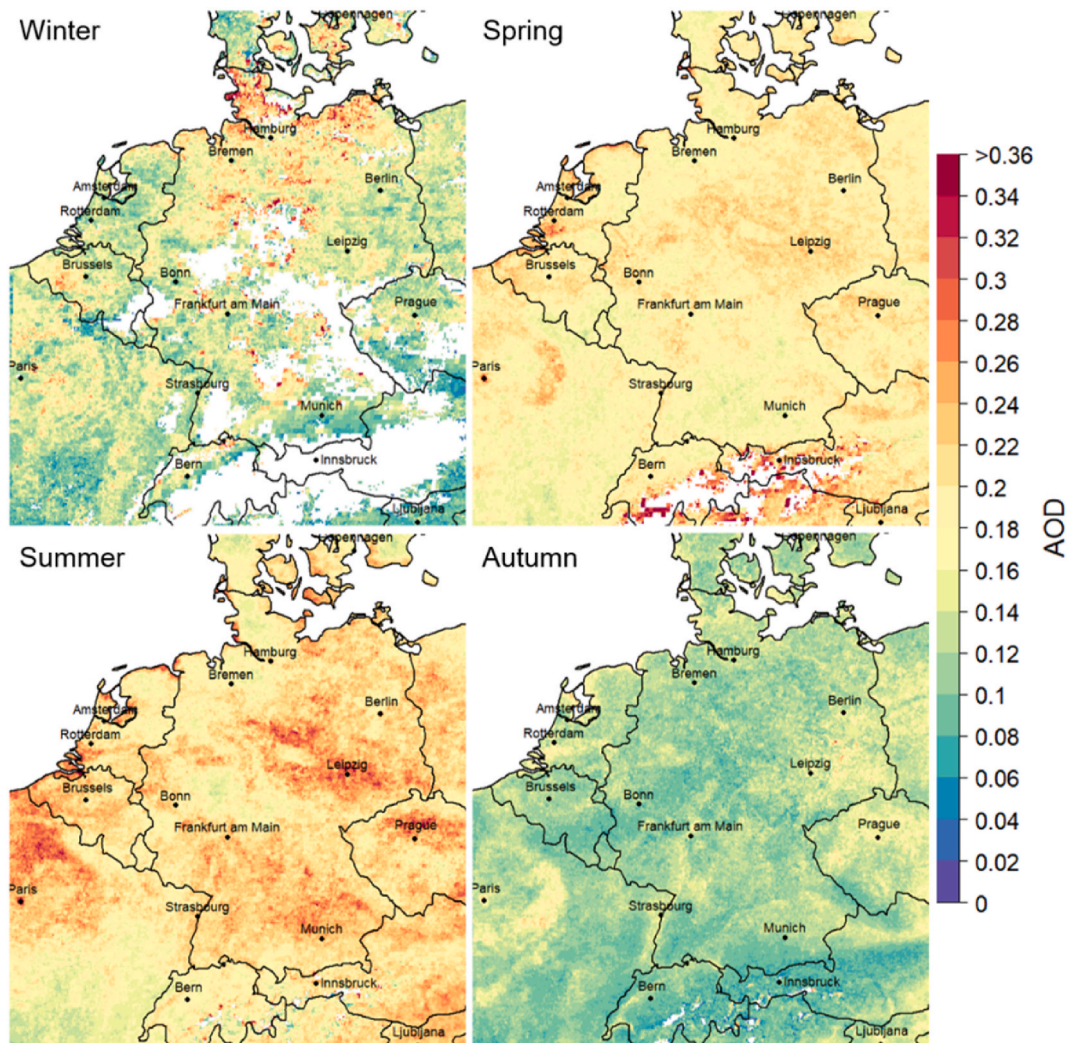 Winter
Copenhagen
Hamburg
Bremen
Amsterdam
Berlin
Rotterdam
Leipzig
Brussels
Bonn
Frankfurt am Main
Prague
Paris
Strasbourg
Munich
Bern
Innsbruck
Ljubljana
Spring
Copenhagen
Hamburg
Bremen
Amsterdam
Berlin
Rotterdam
Leipzig
Brussels
Bonn
Frankfurt am Main
Prague
Paris
Strasbourg
Munich
Bern
Innsbruck
Ljubljana
>0.36
0.34
0.32
0.3
0.28
0.26
0.24
0.22
0.2
0.18
0.16
0.14
0.12
0.1
0.08
0.06
0.04
0.02
0
AOD
Summer
Copenhagen
Hamburg
Bremen
Amsterdam
Berlin
Rotterdam
Leipzig
Brussels
Bonn
Frankfurt am Main
Prague
Paris
Strasbourg
Munich
Bern
Innsbruck
Ljubljana
Autumn
Copenhagen
Hamburg
Bremen
Amsterdam
Berlin
Rotterdam
Leipzig
Brussels
Bonn
Frankfurt am Main
Prague
Paris
Strasbourg
Munich
Bern
Innsbruck
Ljubljana